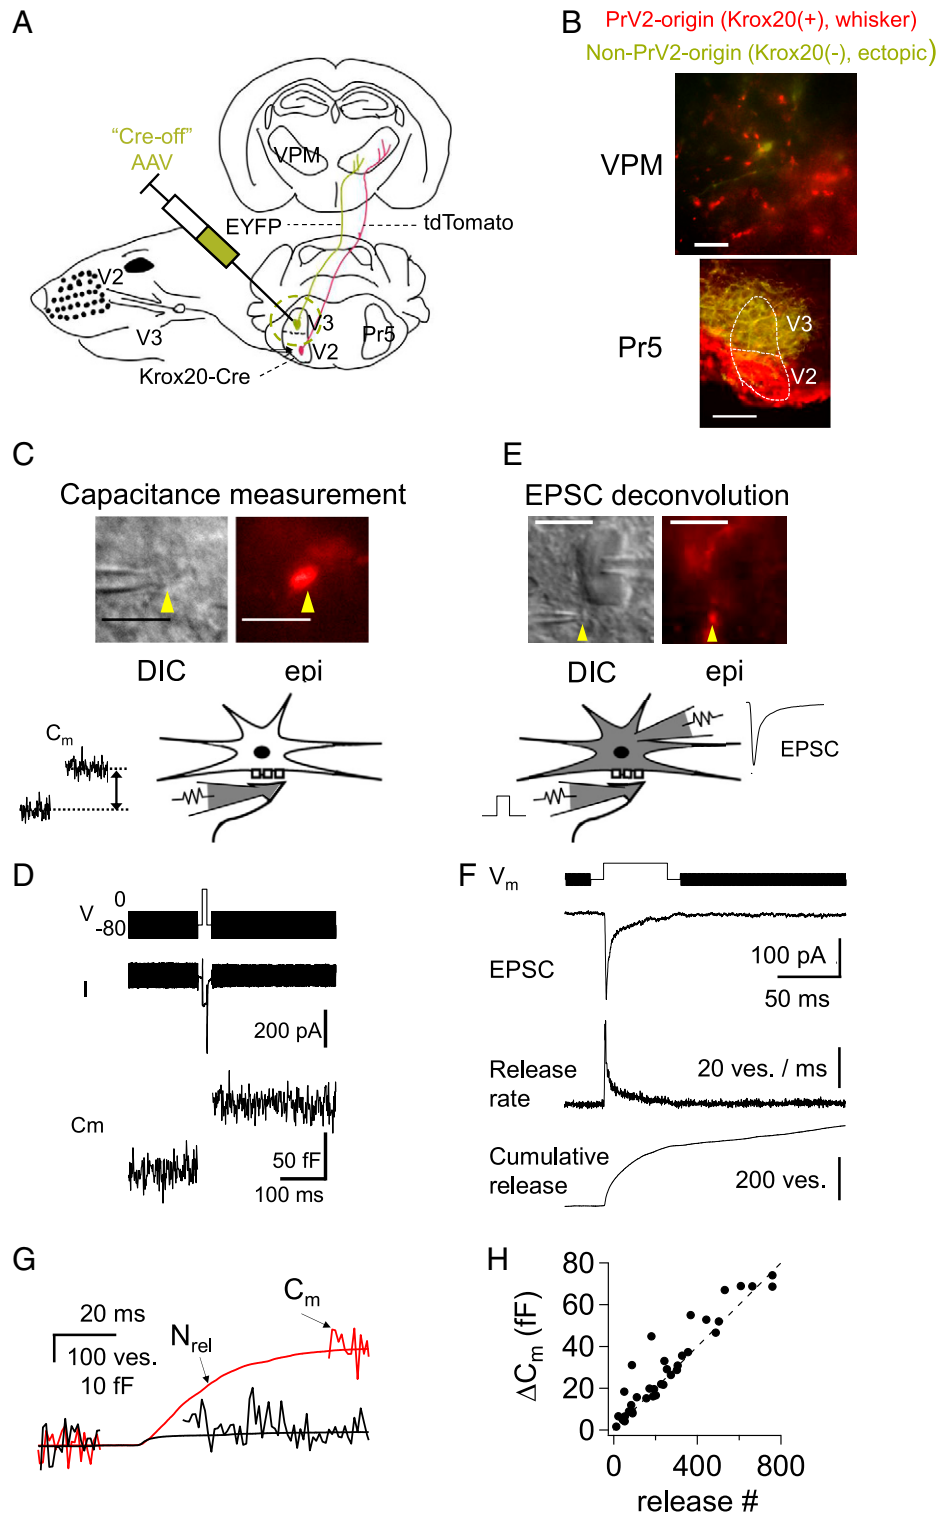 A
"Cre-off"
AAV
VPM
EYFP
tdTomato
V2
V3
V3
V2
Pr5
Krox20-Cre
B
PrV2-origin (Krox20(+), whisker)
Non-PrV2-origin (Krox20(-), ectopic)
VPM
Pr5
V3
V2
C
Capacitance measurement
DIC
epi
Cm
E
EPSC deconvolution
DIC
epi
EPSC
D
V
0
-80
I
200 pA
Cm
50 fF
100 ms
F
Vm
EPSC
100 pA
50 ms
Release
rate
20 ves. / ms
Cumulative
release
200 ves.
G
20 ms
100 ves.
10 fF
Nrel
Cm
H
ΔCm (fF)
80
60
40
20
0
0
400
800
release #